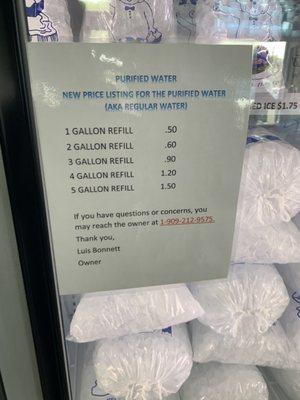 PURIFIED WATER
NEW PRICE LISTING FOR THE PURIFIED WATER
(AKA REGULAR WATER)
1 GALLON REFILL .50
2 GALLON REFILL .60
3 GALLON REFILL .90
4 GALLON REFILL 1.20
5 GALLON REFILL 1.50
If you have questions or concerns, you
may reach the owner at 1-909-212-9575.
Thank you,
Luis Bonnett
Owner
ED ICE $1.75